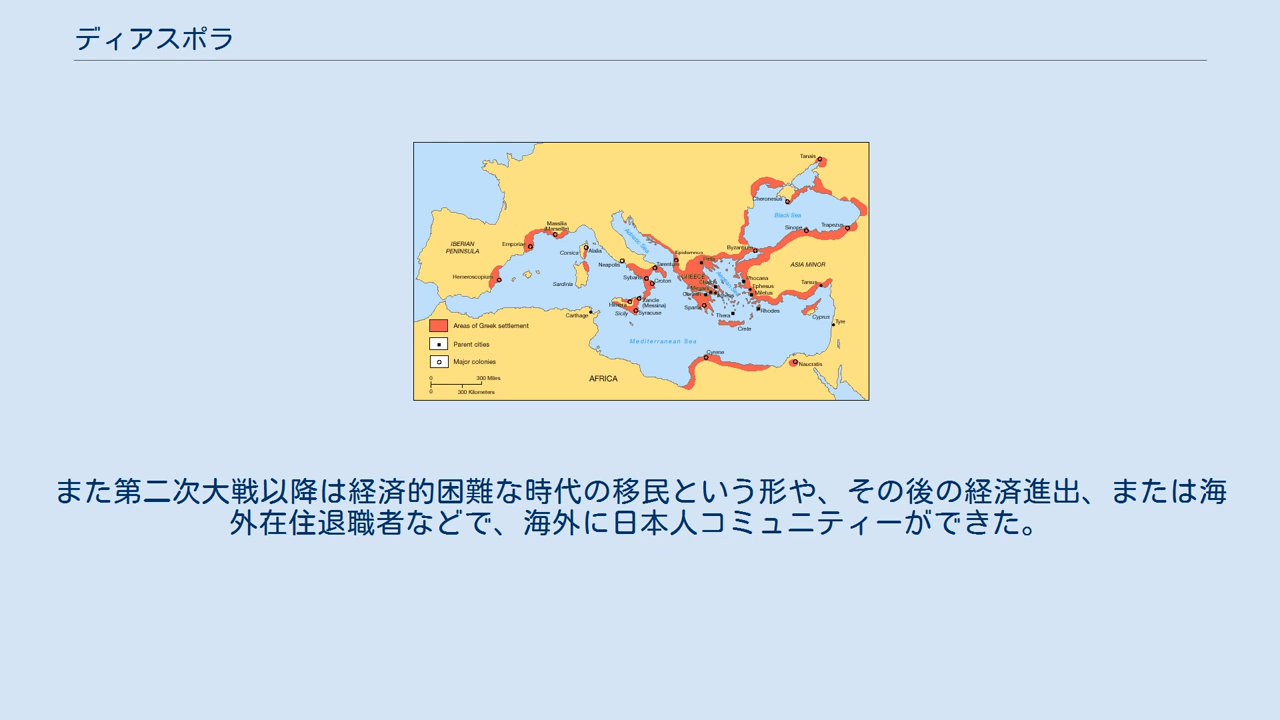 ディアスポラ
Tanais
Chersonesus
Black Sea
Sinope
Trapezus
Massilia
(Marseille)
Emporiae
IBERIAN
PENINSULA
Adriatic Sea
Corsica
Alalia
Byzantium
Epidamnus
Neapolis
Tarentum
ASIA MINOR
Hemeroscopium
Sardinia
Sybaris
Croton
GREECE
Phocaea
Ephesus
Miletus
Tarsus
Himera
Zancle
(Messina)
Sicily
Syracuse
Sparta
Carthage
Thera
Rhodes
Cyprus
Tyre
Crete
Areas of Greek settlement
Parent cities
Major colonies
Mediterranean Sea
Cyrene
Naucratis
AFRICA
0 300 Miles
0 300 Kilometers
また第二次大戦以降は経済的困難な時代の移民という形や、その後の経済進出、または海
外在住退職者などで、海外に日本人コミュニティーができた。